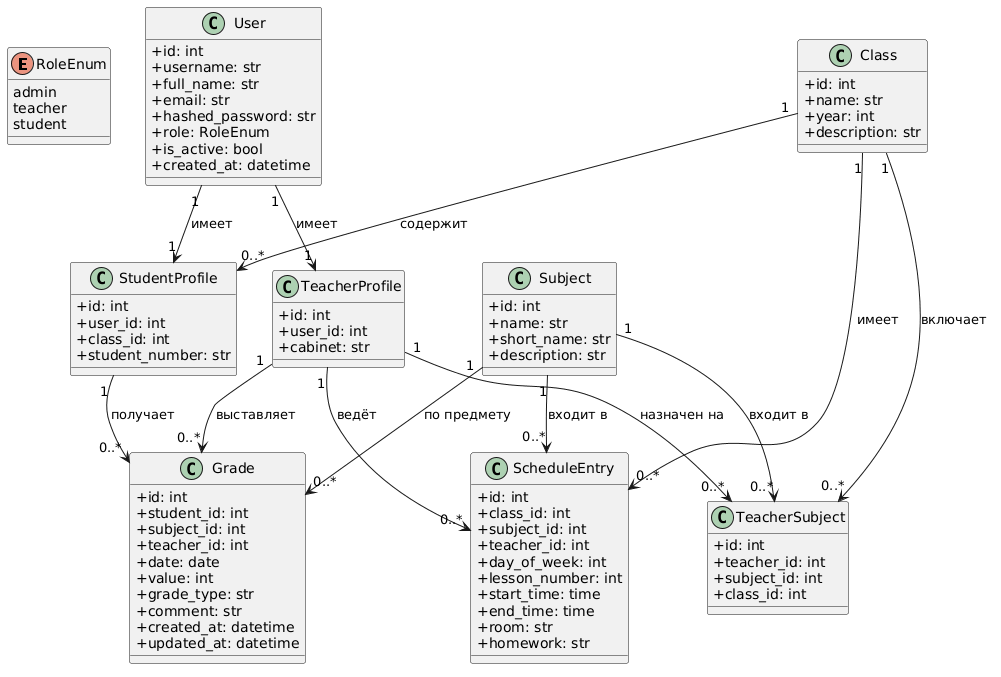 E RoleEnum
admin
teacher
student
C User
+id: int
+username: str
+full_name: str
+email: str
+hashed_password: str
+role: RoleEnum
+is_active: bool
+created_at: datetime
C Class
+id: int
+name: str
+year: int
+description: str
1
1
1
1
1
имеет
имеет
содержит
имеет
включает
1
1
0..*
C StudentProfile
+id: int
+user_id: int
+class_id: int
+student_number: str
C TeacherProfile
+id: int
+user_id: int
+cabinet: str
C Subject
+id: int
+name: str
+short_name: str
+description: str
1
1
1
1
1
1
1
получает
выставляет
ведёт
по предмету
входит в
назначен на
входит в
0..*
0..*
0..*
0..*
0..*
0..*
0..*
0..*
0..*
C Grade
+id: int
+student_id: int
+subject_id: int
+teacher_id: int
+date: date
+value: int
+grade_type: str
+comment: str
+created_at: datetime
+updated_at: datetime
C ScheduleEntry
+id: int
+class_id: int
+subject_id: int
+teacher_id: int
+day_of_week: int
+lesson_number: int
+start_time: time
+end_time: time
+room: str
+homework: str
C TeacherSubject
+id: int
+teacher_id: int
+subject_id: int
+class_id: int